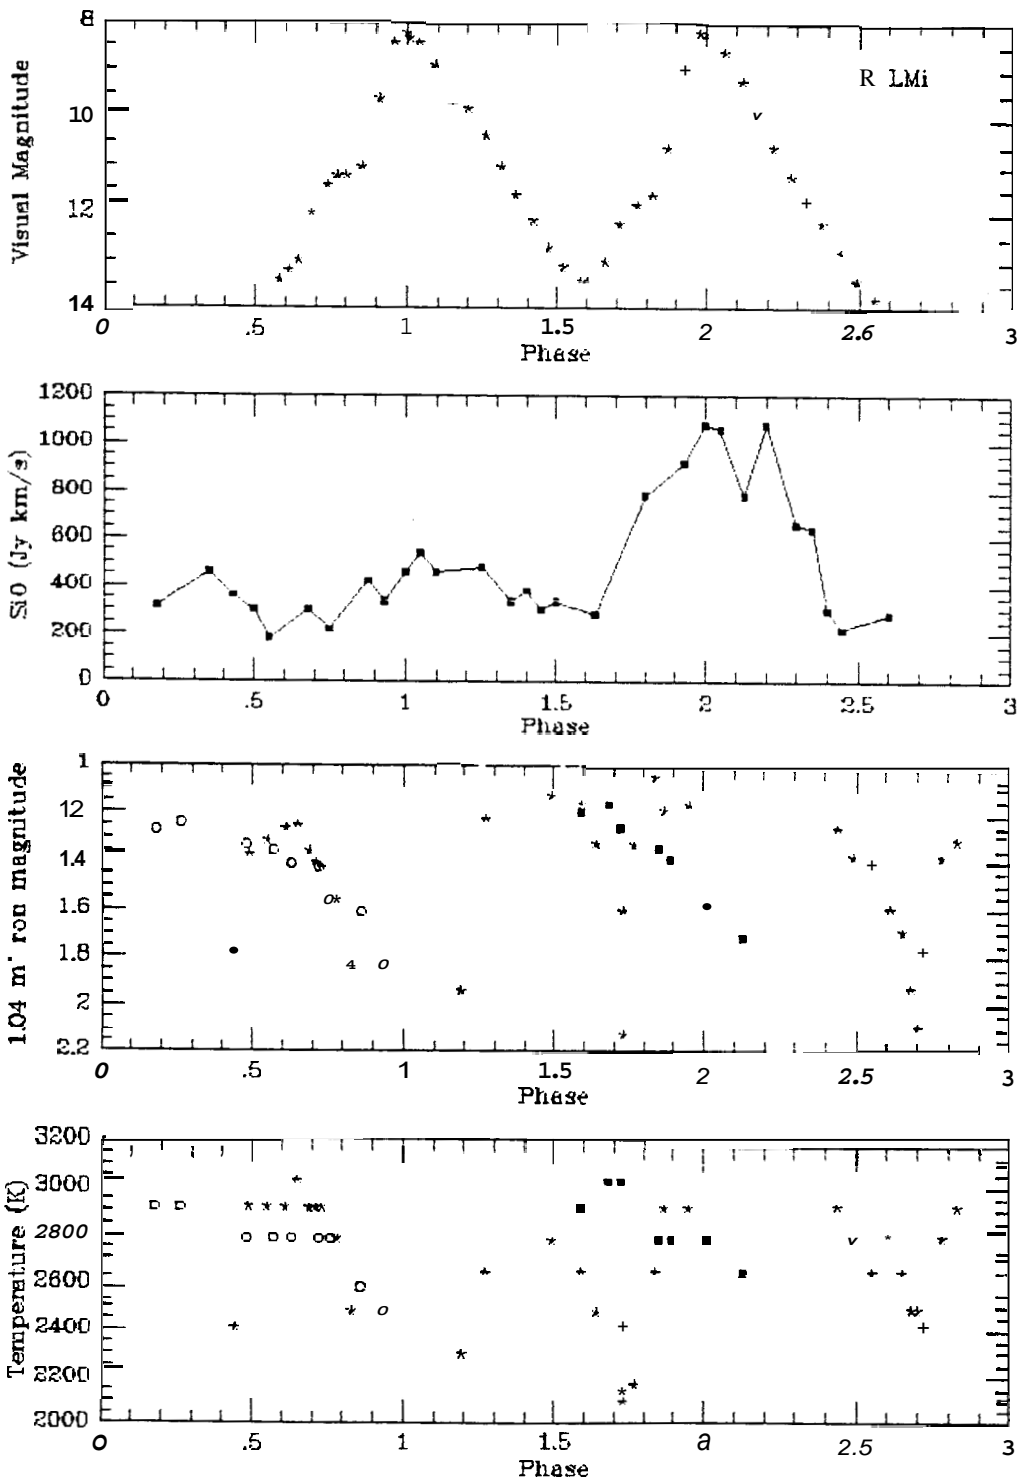 8
10
12
14
Visual Magnitude
R LMi
0 .5 1 1.5 2 2.6 3
Phase
1200
1000
800
600
400
200
0
SiO (Jy km/s)
0 .5 1 1.5 2 2.5 3
Phase
1
12
1.4
1.6
1.8
2
2.2
1.04 m' ron magnitude
0 .5 1 1.5 2 2.5 3
Phase
3200
3000
2800
2600
2400
2200
2000
Temperature (K)
0 .5 1 1.5 a 2.5 3
Phase